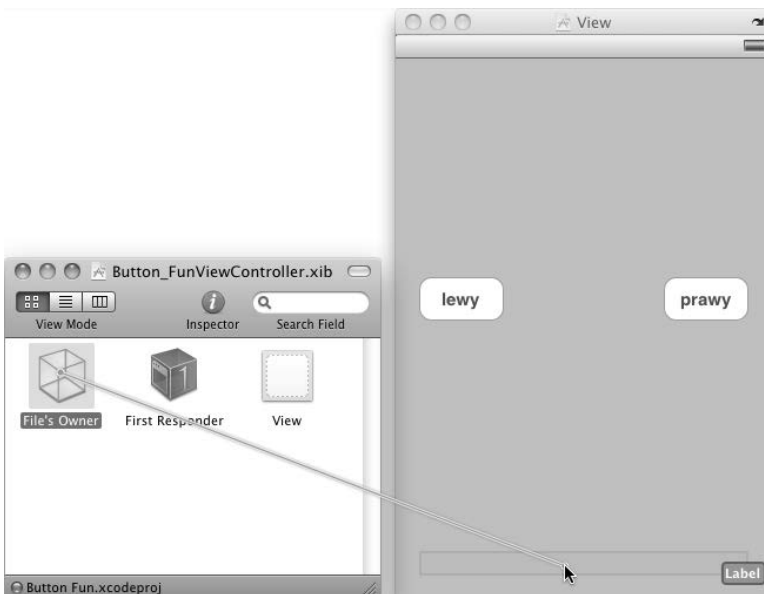 View
Button_FunViewController.xib
View Mode
Inspector
Search Field
File's Owner
First Responder
View
Button Fun.xcodeproj
lewy
prawy
Label